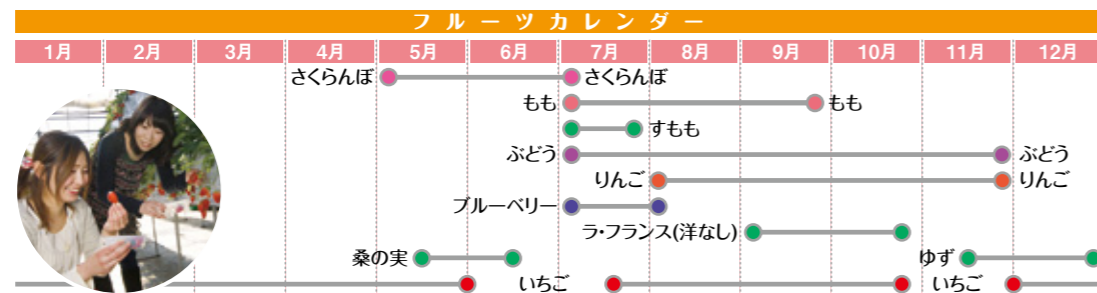 フルーツカレンダー
1月 2月 3月 4月 5月 6月 7月 8月 9月 10月 11月 12月
さくらんぼ さくらんぼ
もも もも
すもも
ぶどう ぶどう
りんご りんご
ブルーベリー
ラ・フランス(洋なし)
桑の実 ゆず
いちご いちご